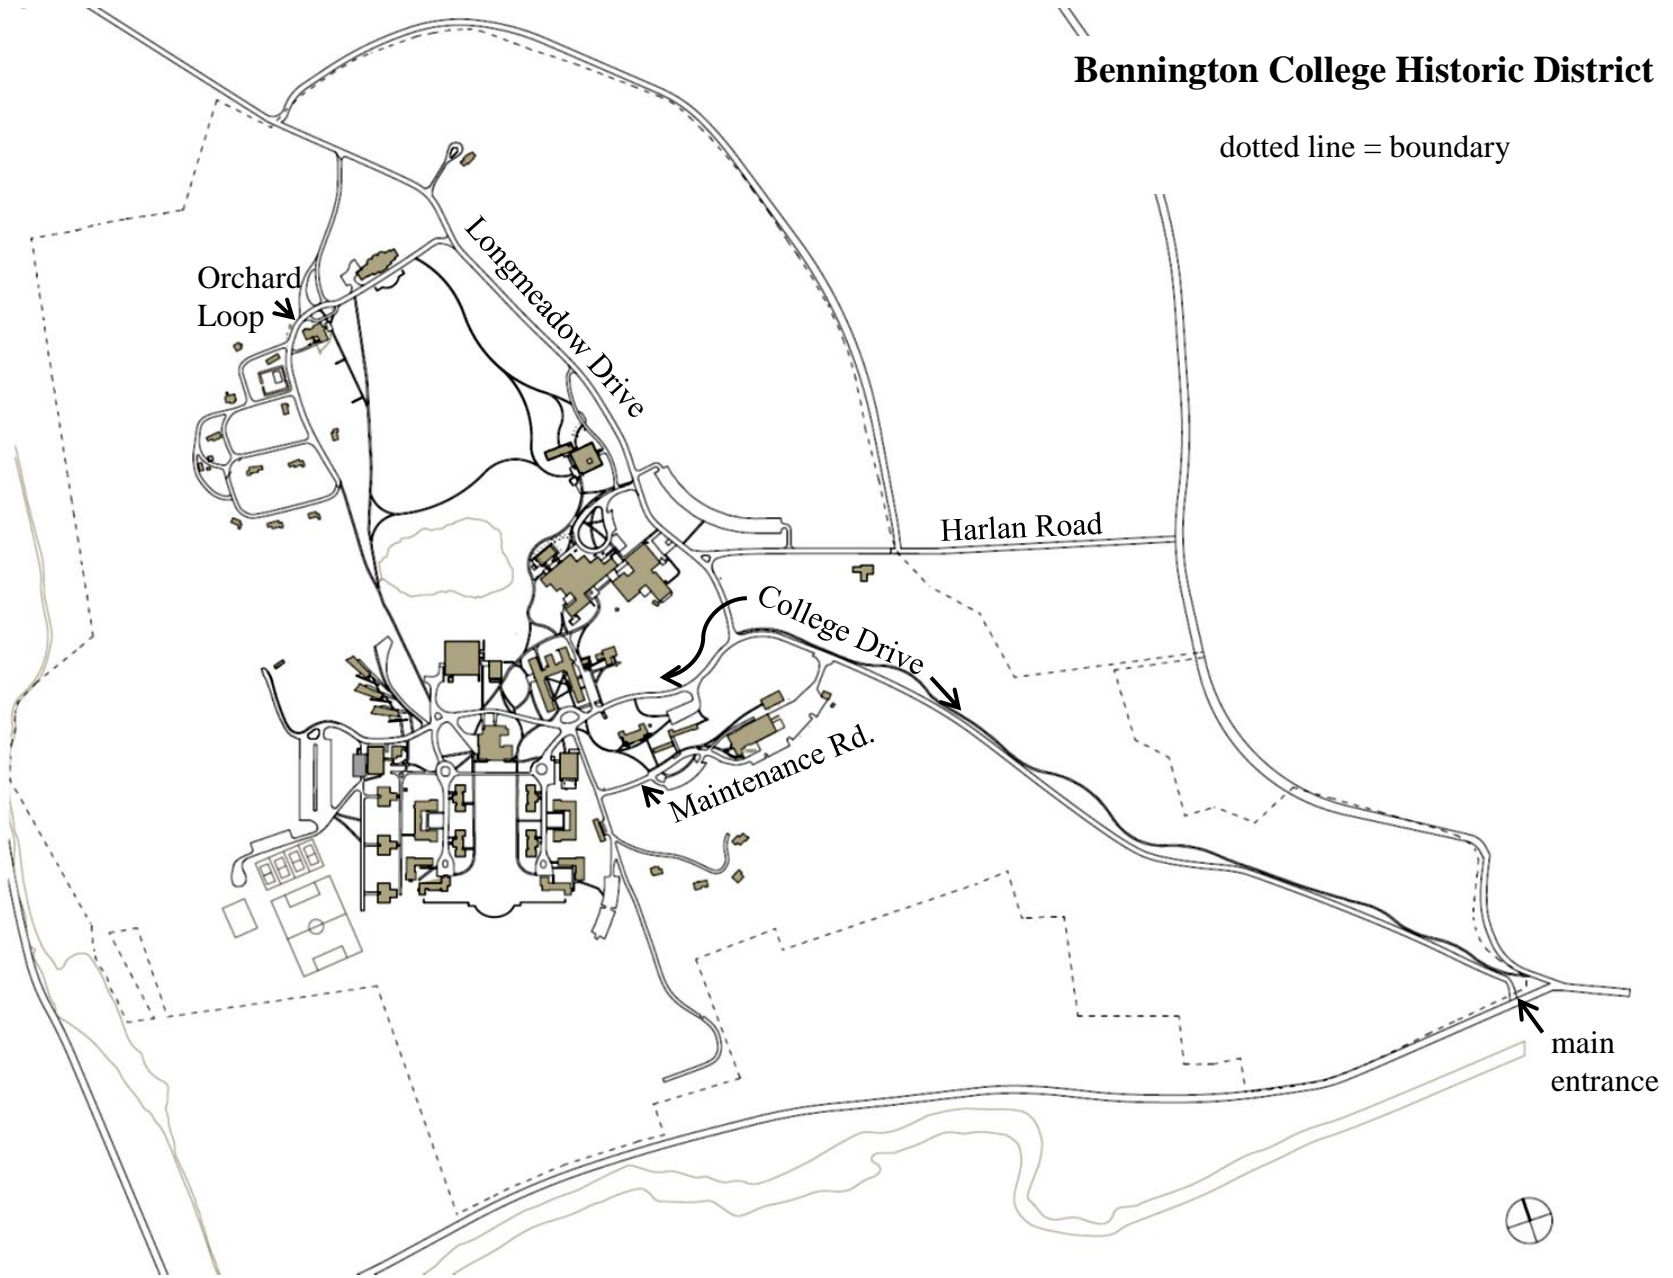 Bennington College Historic District
dotted line = boundary
Longmeadow Drive
Orchard
Loop
Harlan Road
College Drive
Maintenance Rd.
main
entrance